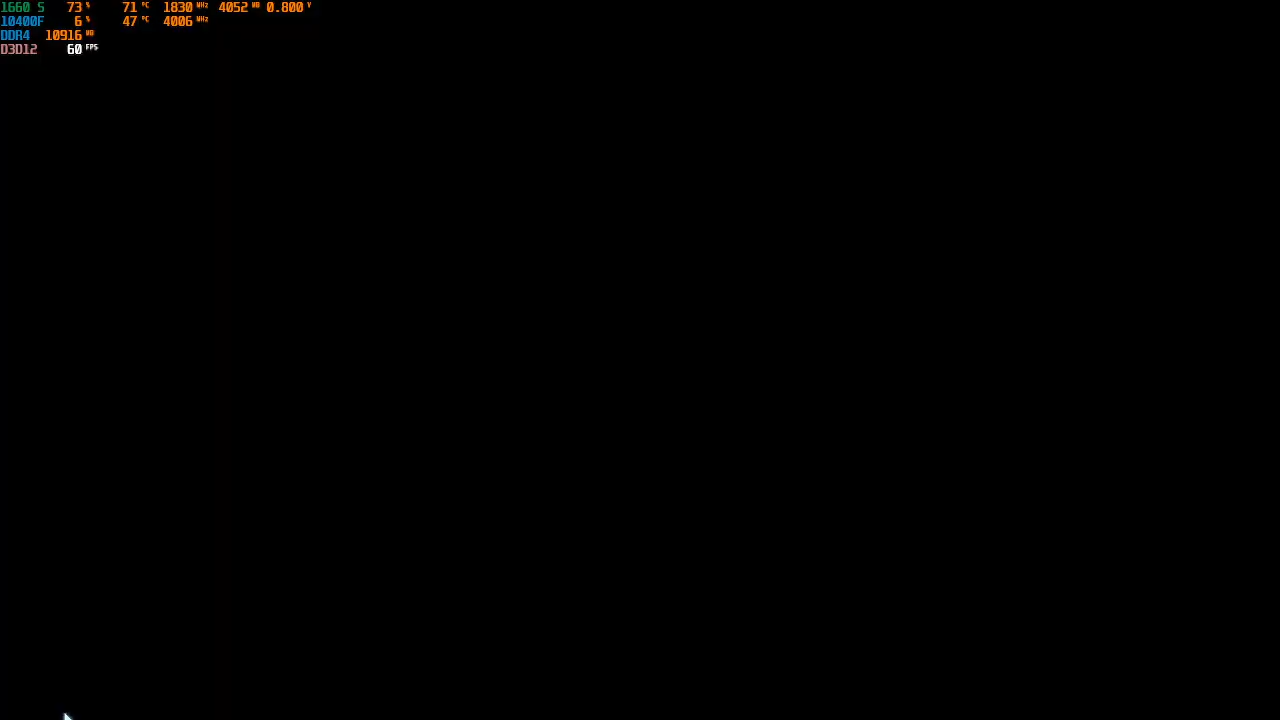 1660 S 73 % 71 °C 1830 MHz 4052 MB 0.800 V
10400F 6 % 47 °C 4006 MHz
DDR4 10916 MB
D3D12 60 FPS